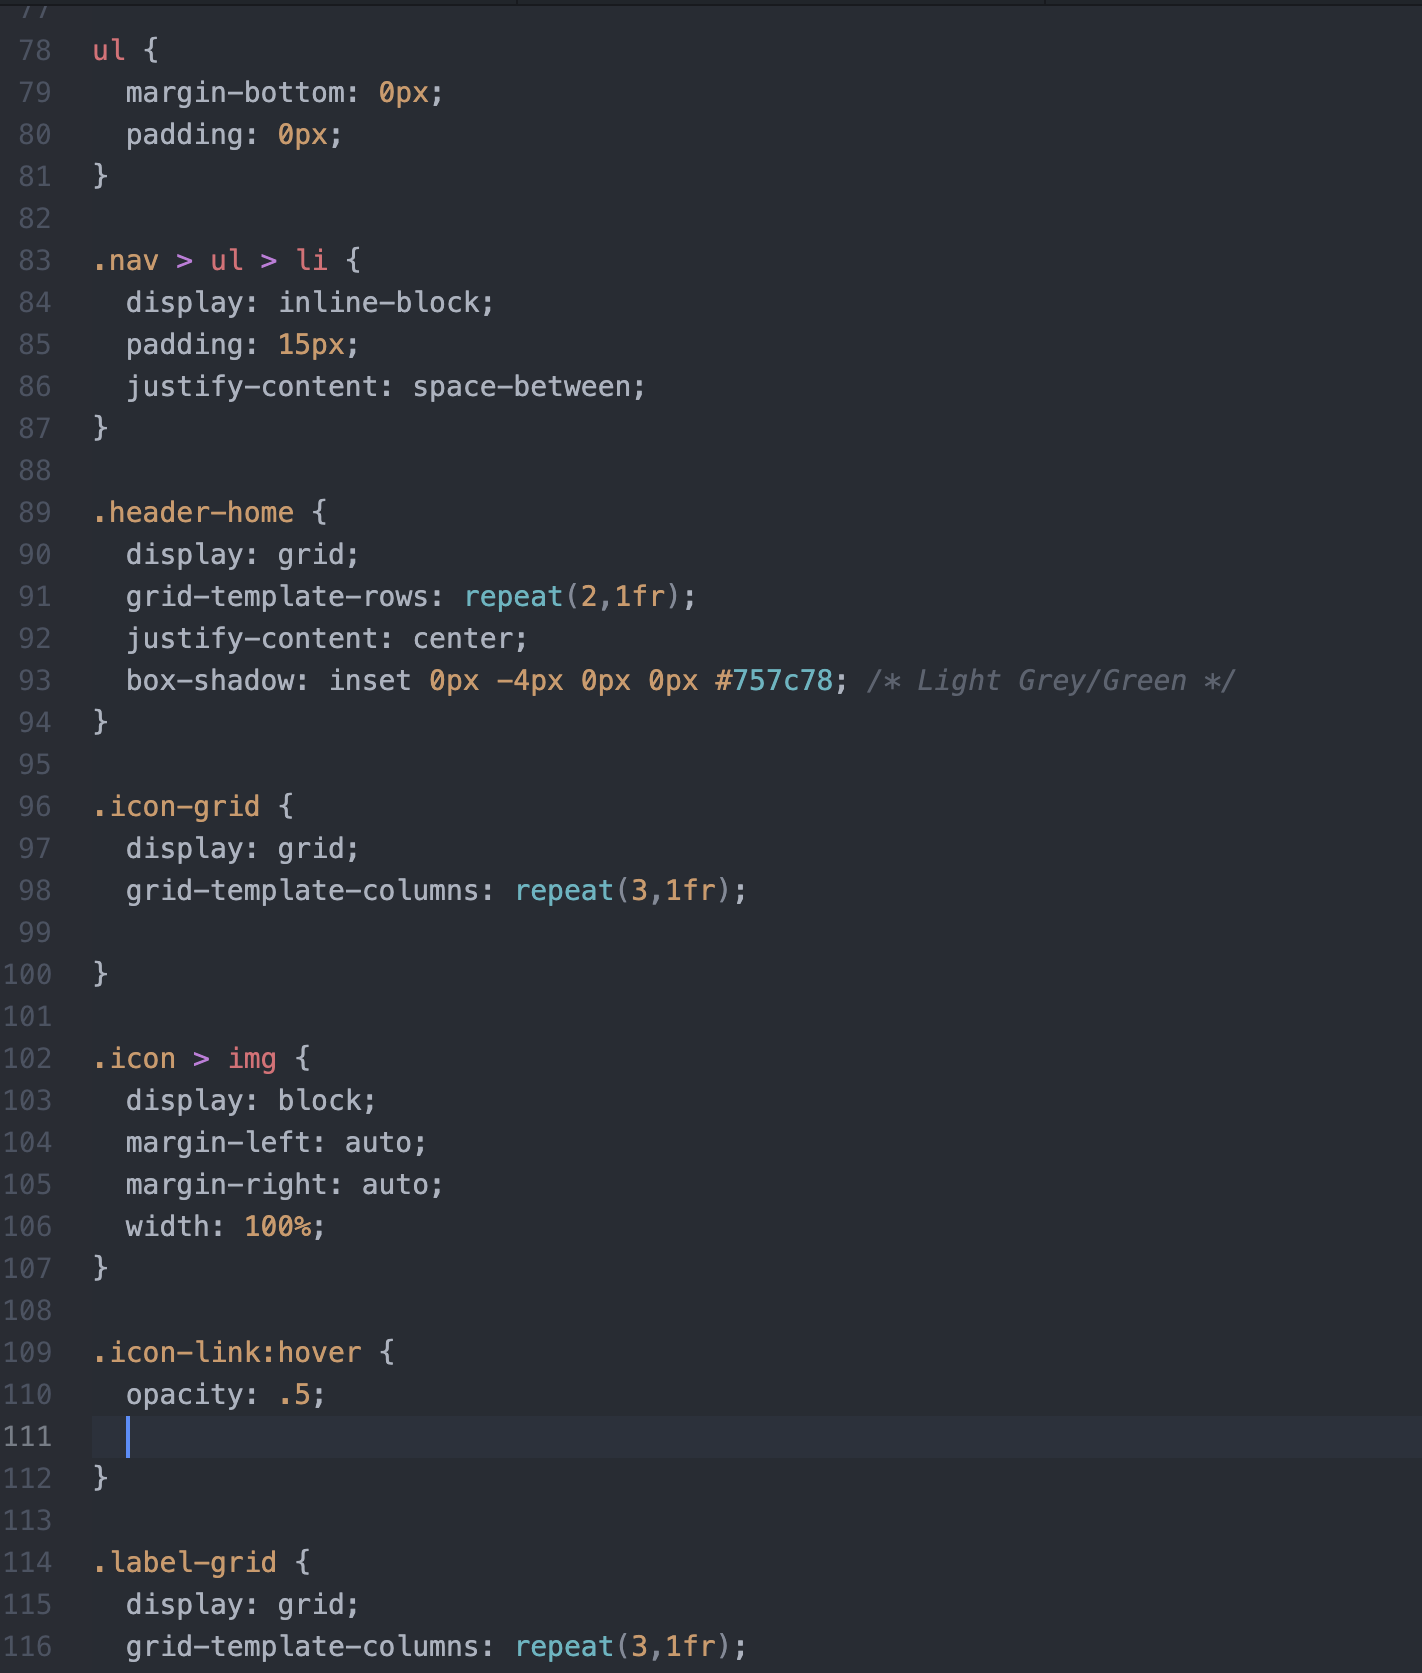 77
78 ul {
79   margin-bottom: 0px;
80   padding: 0px;
81 }
82
83 .nav > ul > li {
84   display: inline-block;
85   padding: 15px;
86   justify-content: space-between;
87 }
88
89 .header-home {
90   display: grid;
91   grid-template-rows: repeat(2,1fr);
92   justify-content: center;
93   box-shadow: inset 0px -4px 0px 0px #757c78; /* Light Grey/Green */
94 }
95
96 .icon-grid {
97   display: grid;
98   grid-template-columns: repeat(3,1fr);
99
100 }
101
102 .icon > img {
103   display: block;
104   margin-left: auto;
105   margin-right: auto;
106   width: 100%;
107 }
108
109 .icon-link:hover {
110   opacity: .5;
111
112 }
113
114 .label-grid {
115   display: grid;
116   grid-template-columns: repeat(3,1fr);